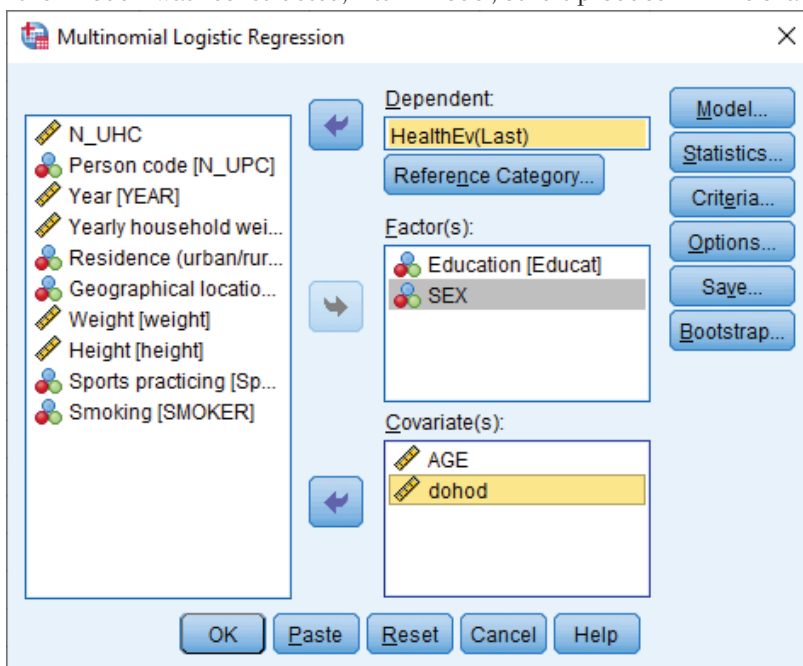 Multinomial Logistic Regression
N_UHC
Person code [N_UPC]
Year [YEAR]
Yearly household wei...
Residence (urban/rur...
Geographical locatio...
Weight [weight]
Height [height]
Sports practicing [Sp...
Smoking [SMOKER]
Dependent:
HealthEv(Last)
Reference Category...
Factor(s):
Education [Educat]
SEX
Covariate(s):
AGE
dohod
Model...
Statistics...
Criteria...
Options...
Save...
Bootstrap...
OK
Paste
Reset
Cancel
Help